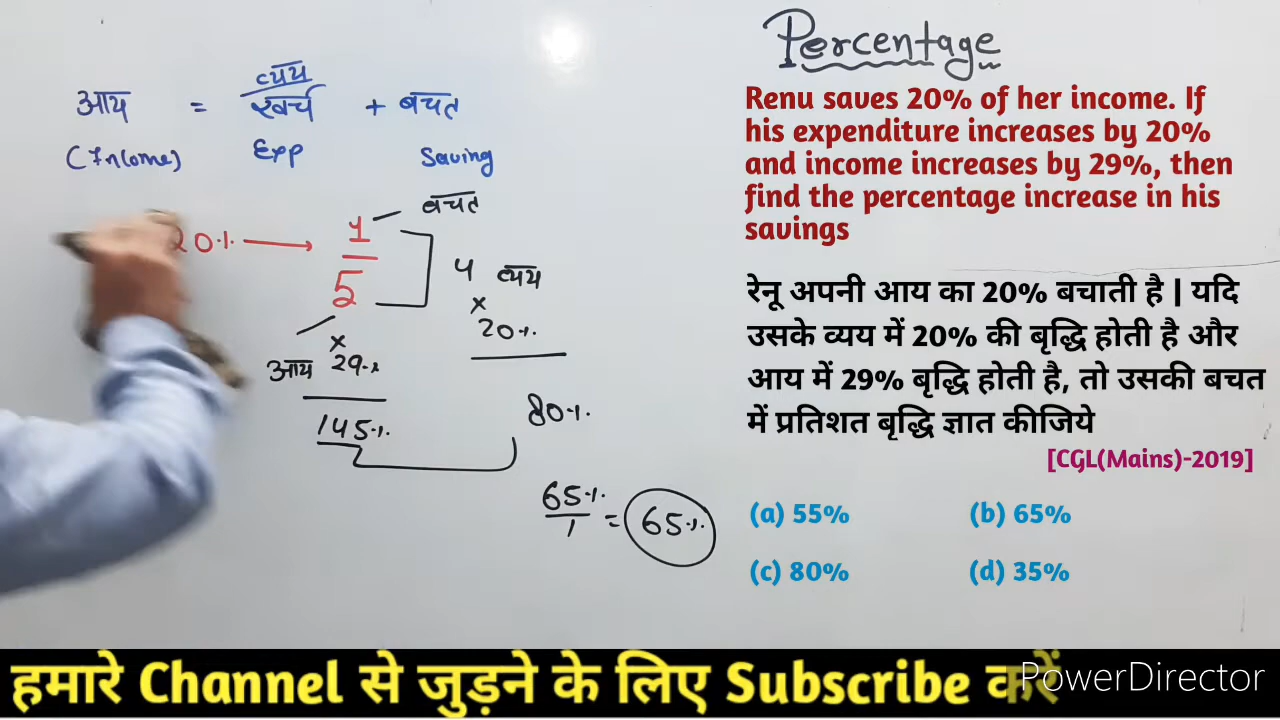 Percentage
आय = व्यय / खर्च + बचत
(Income) Exp Saving
20% → 1/5
बचत
4 व्यय
×
20%
80%
आय × 29%
145%
65%/1 = 65%
Renu saves 20% of her income. If
his expenditure increases by 20%
and income increases by 29%, then
find the percentage increase in his
savings
रेनू अपनी आय का 20% बचाती है | यदि
उसके व्यय में 20% की बृद्धि होती है और
आय में 29% बृद्धि होती है, तो उसकी बचत
में प्रतिशत बृद्धि ज्ञात कीजिये
[CGL(Mains)-2019]
(a) 55% (b) 65%
(c) 80% (d) 35%
हमारे Channel से जुड़ने के लिए Subscribe करें
PowerDirector